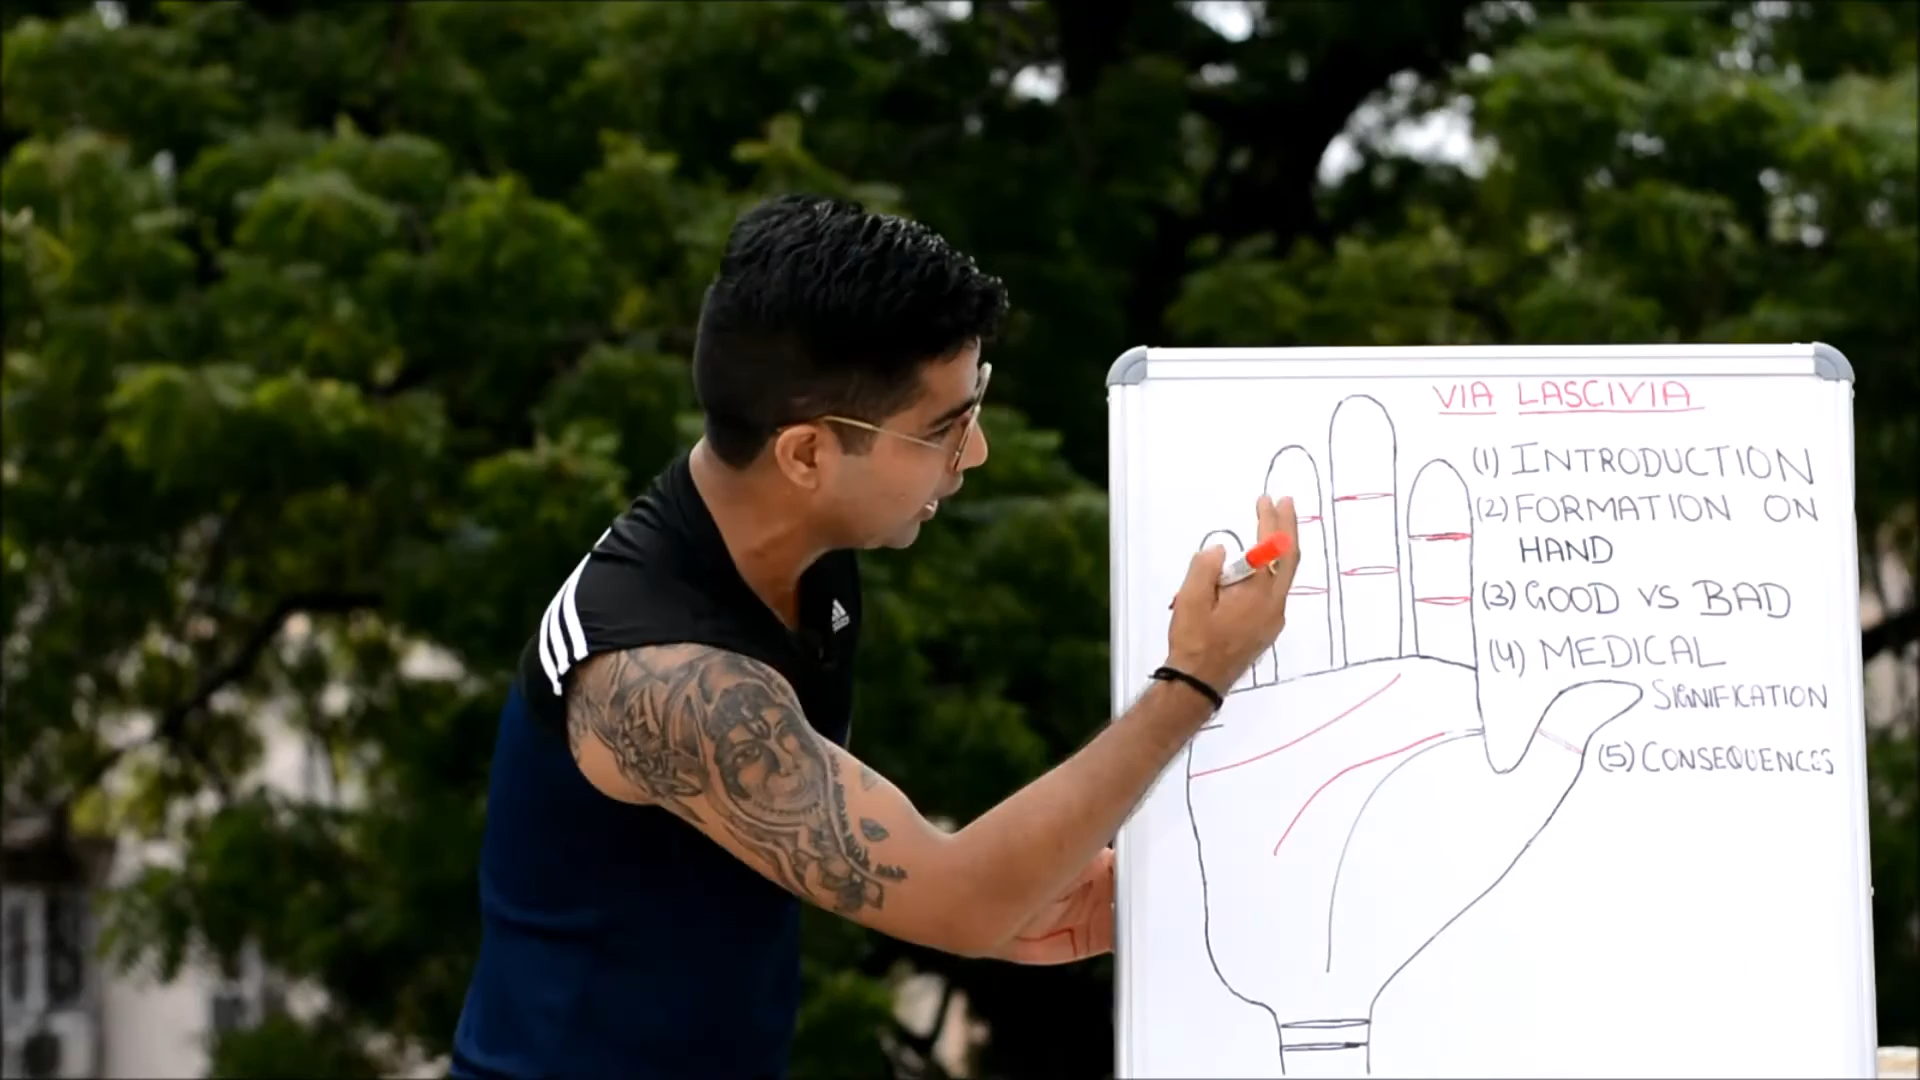 VIA LASCIVIA
(1) INTRODUCTION
(2) FORMATION ON
HAND
(3) GOOD VS BAD
(4) MEDICAL
SIGNIFICATION
(5) CONSEQUENCES